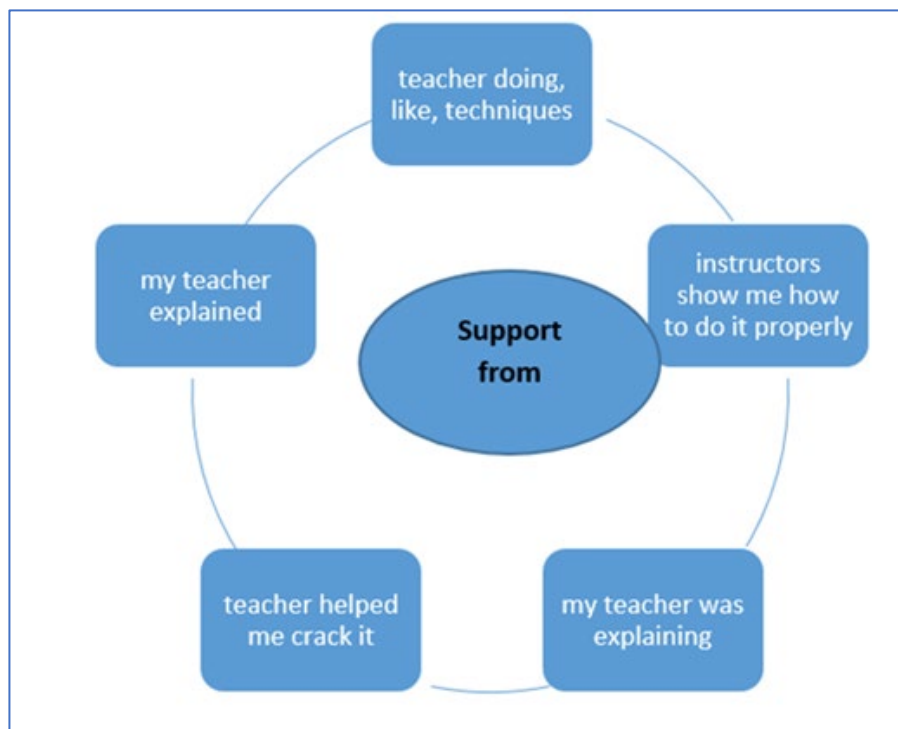 teacher doing,
like, techniques
instructors
show me how
to do it properly
my teacher
explained
Support
from
teacher helped
me crack it
my teacher was
explaining